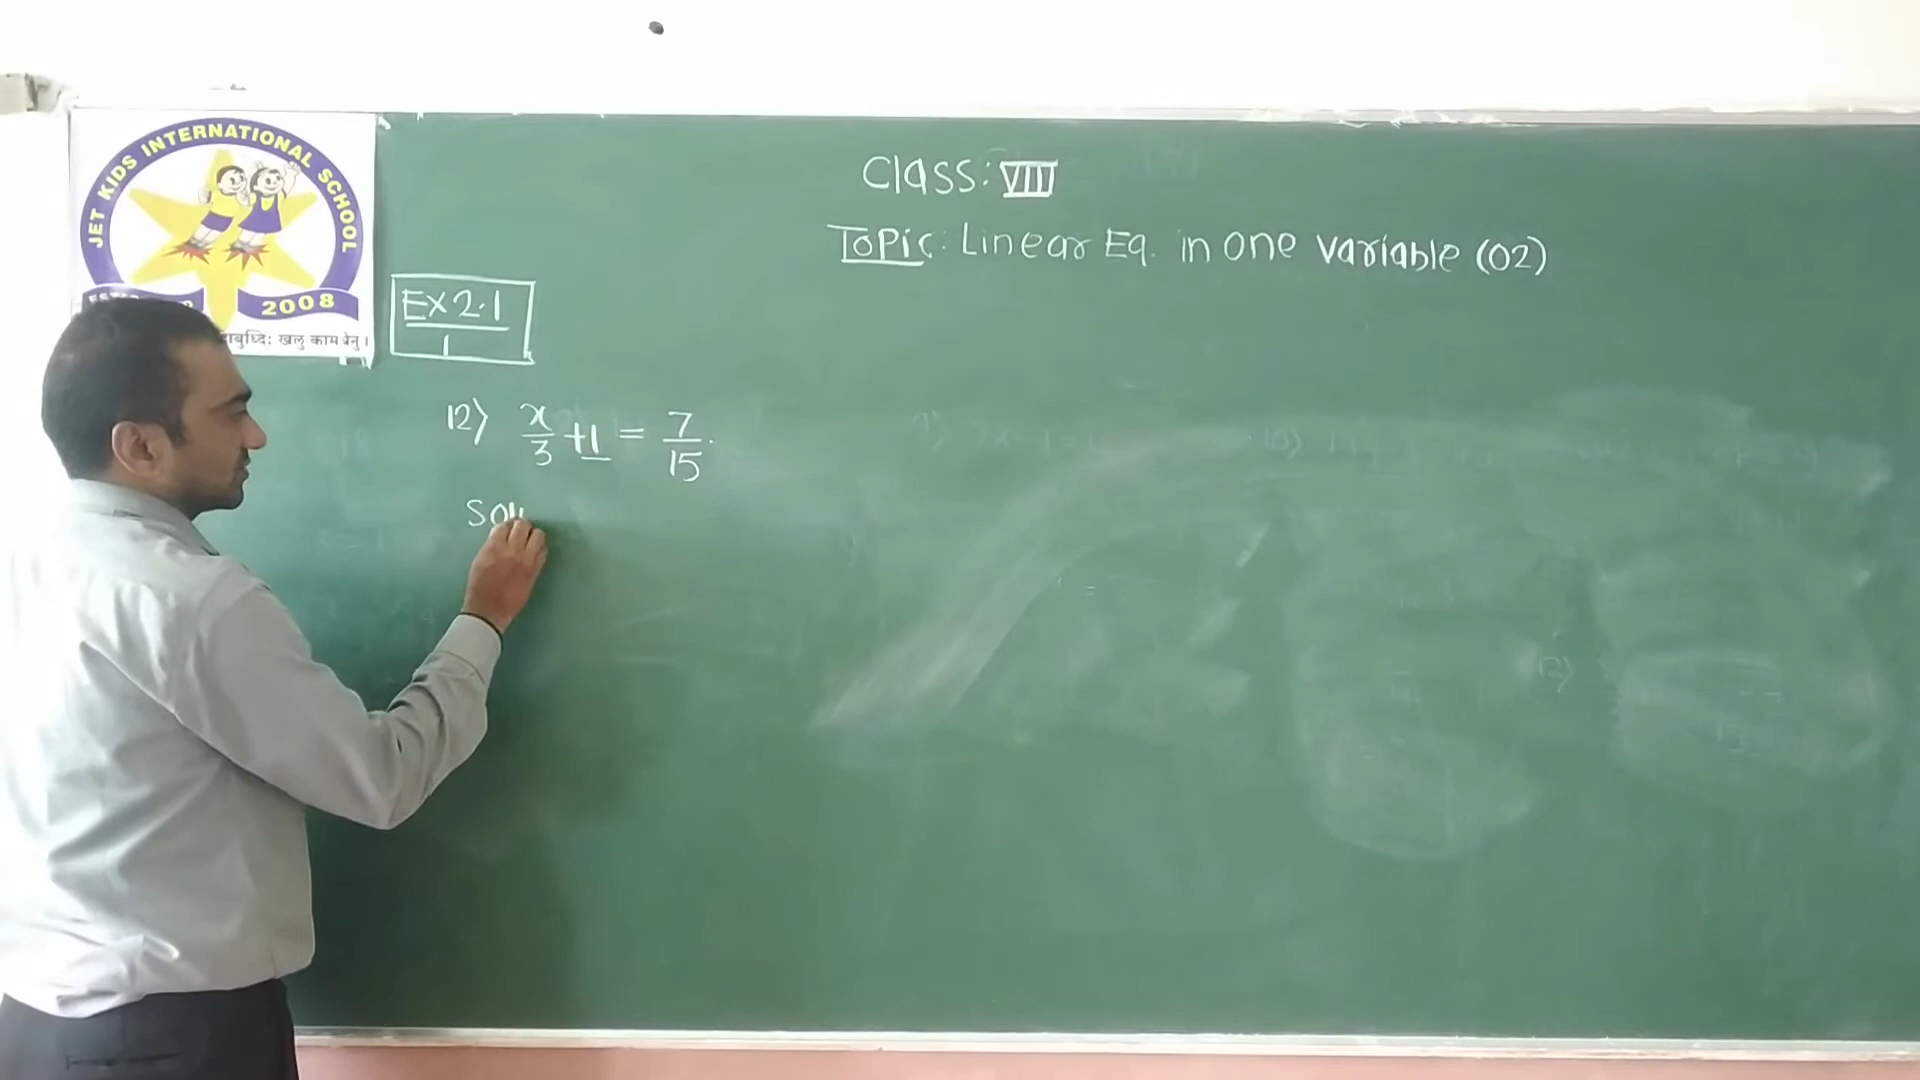 JET KIDS INTERNATIONAL SCHOOL
2008
खलु काम
Class: VIII
Topic: Linear Eq. in one variable (02)
EX 2.1
1
12) x/3 + 1 = 7/15.
Sol